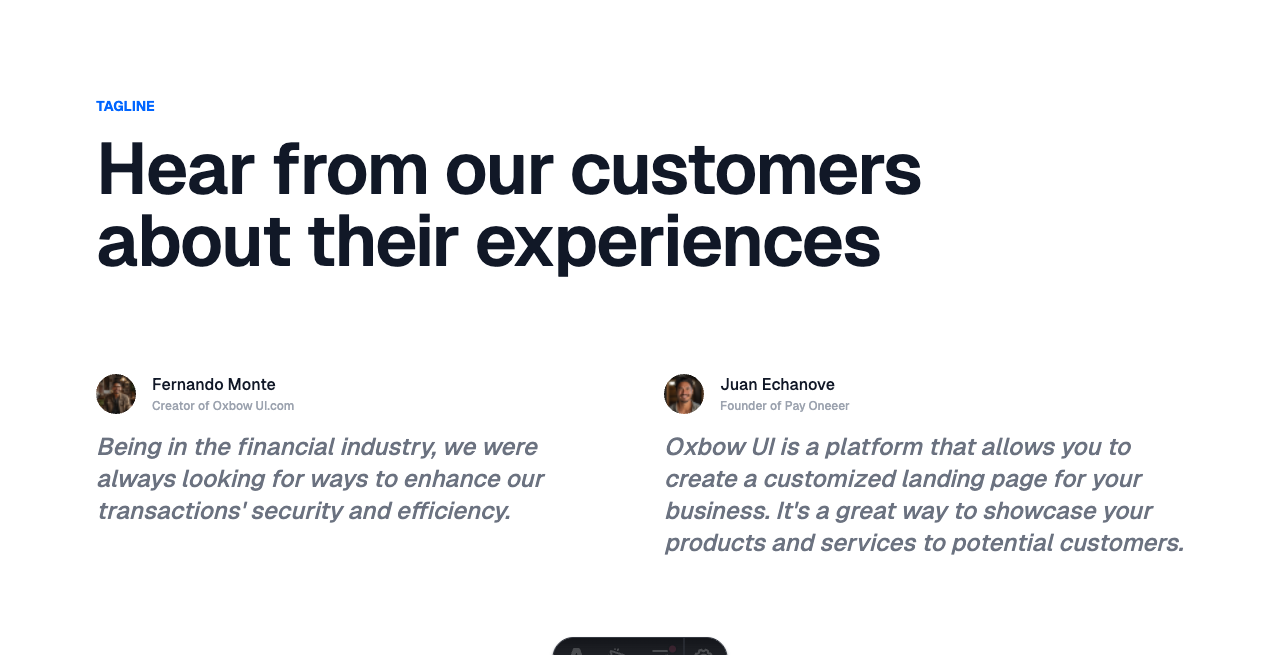 TAGLINE
Hear from our customers
about their experiences
Fernando Monte
Creator of Oxbow UI.com
Being in the financial industry, we were
always looking for ways to enhance our
transactions' security and efficiency.
Juan Echanove
Founder of Pay Oneeer
Oxbow UI is a platform that allows you to
create a customized landing page for your
business. It's a great way to showcase your
products and services to potential customers.